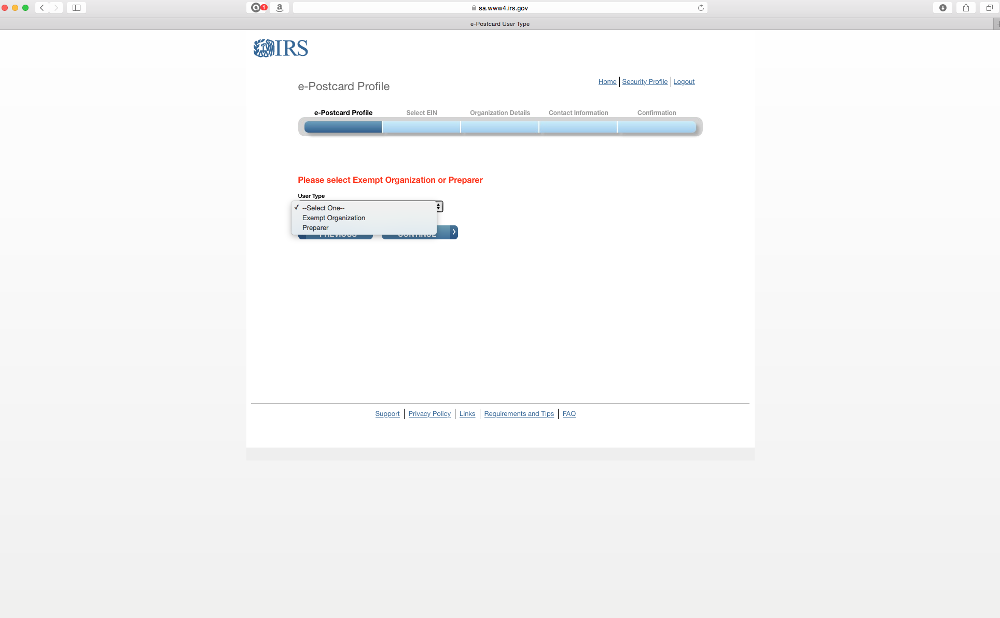 1
a
sa.www4.irs.gov
e-Postcard User Type
IRS
e-Postcard Profile
Home Security Profile Logout
e-Postcard Profile Select EIN Organization Details Contact Information Confirmation
Please select Exempt Organization or Preparer
User Type
✓ --Select One--
Exempt Organization
Preparer
PREVIOUS CONTINUE
Support Privacy Policy Links Requirements and Tips FAQ